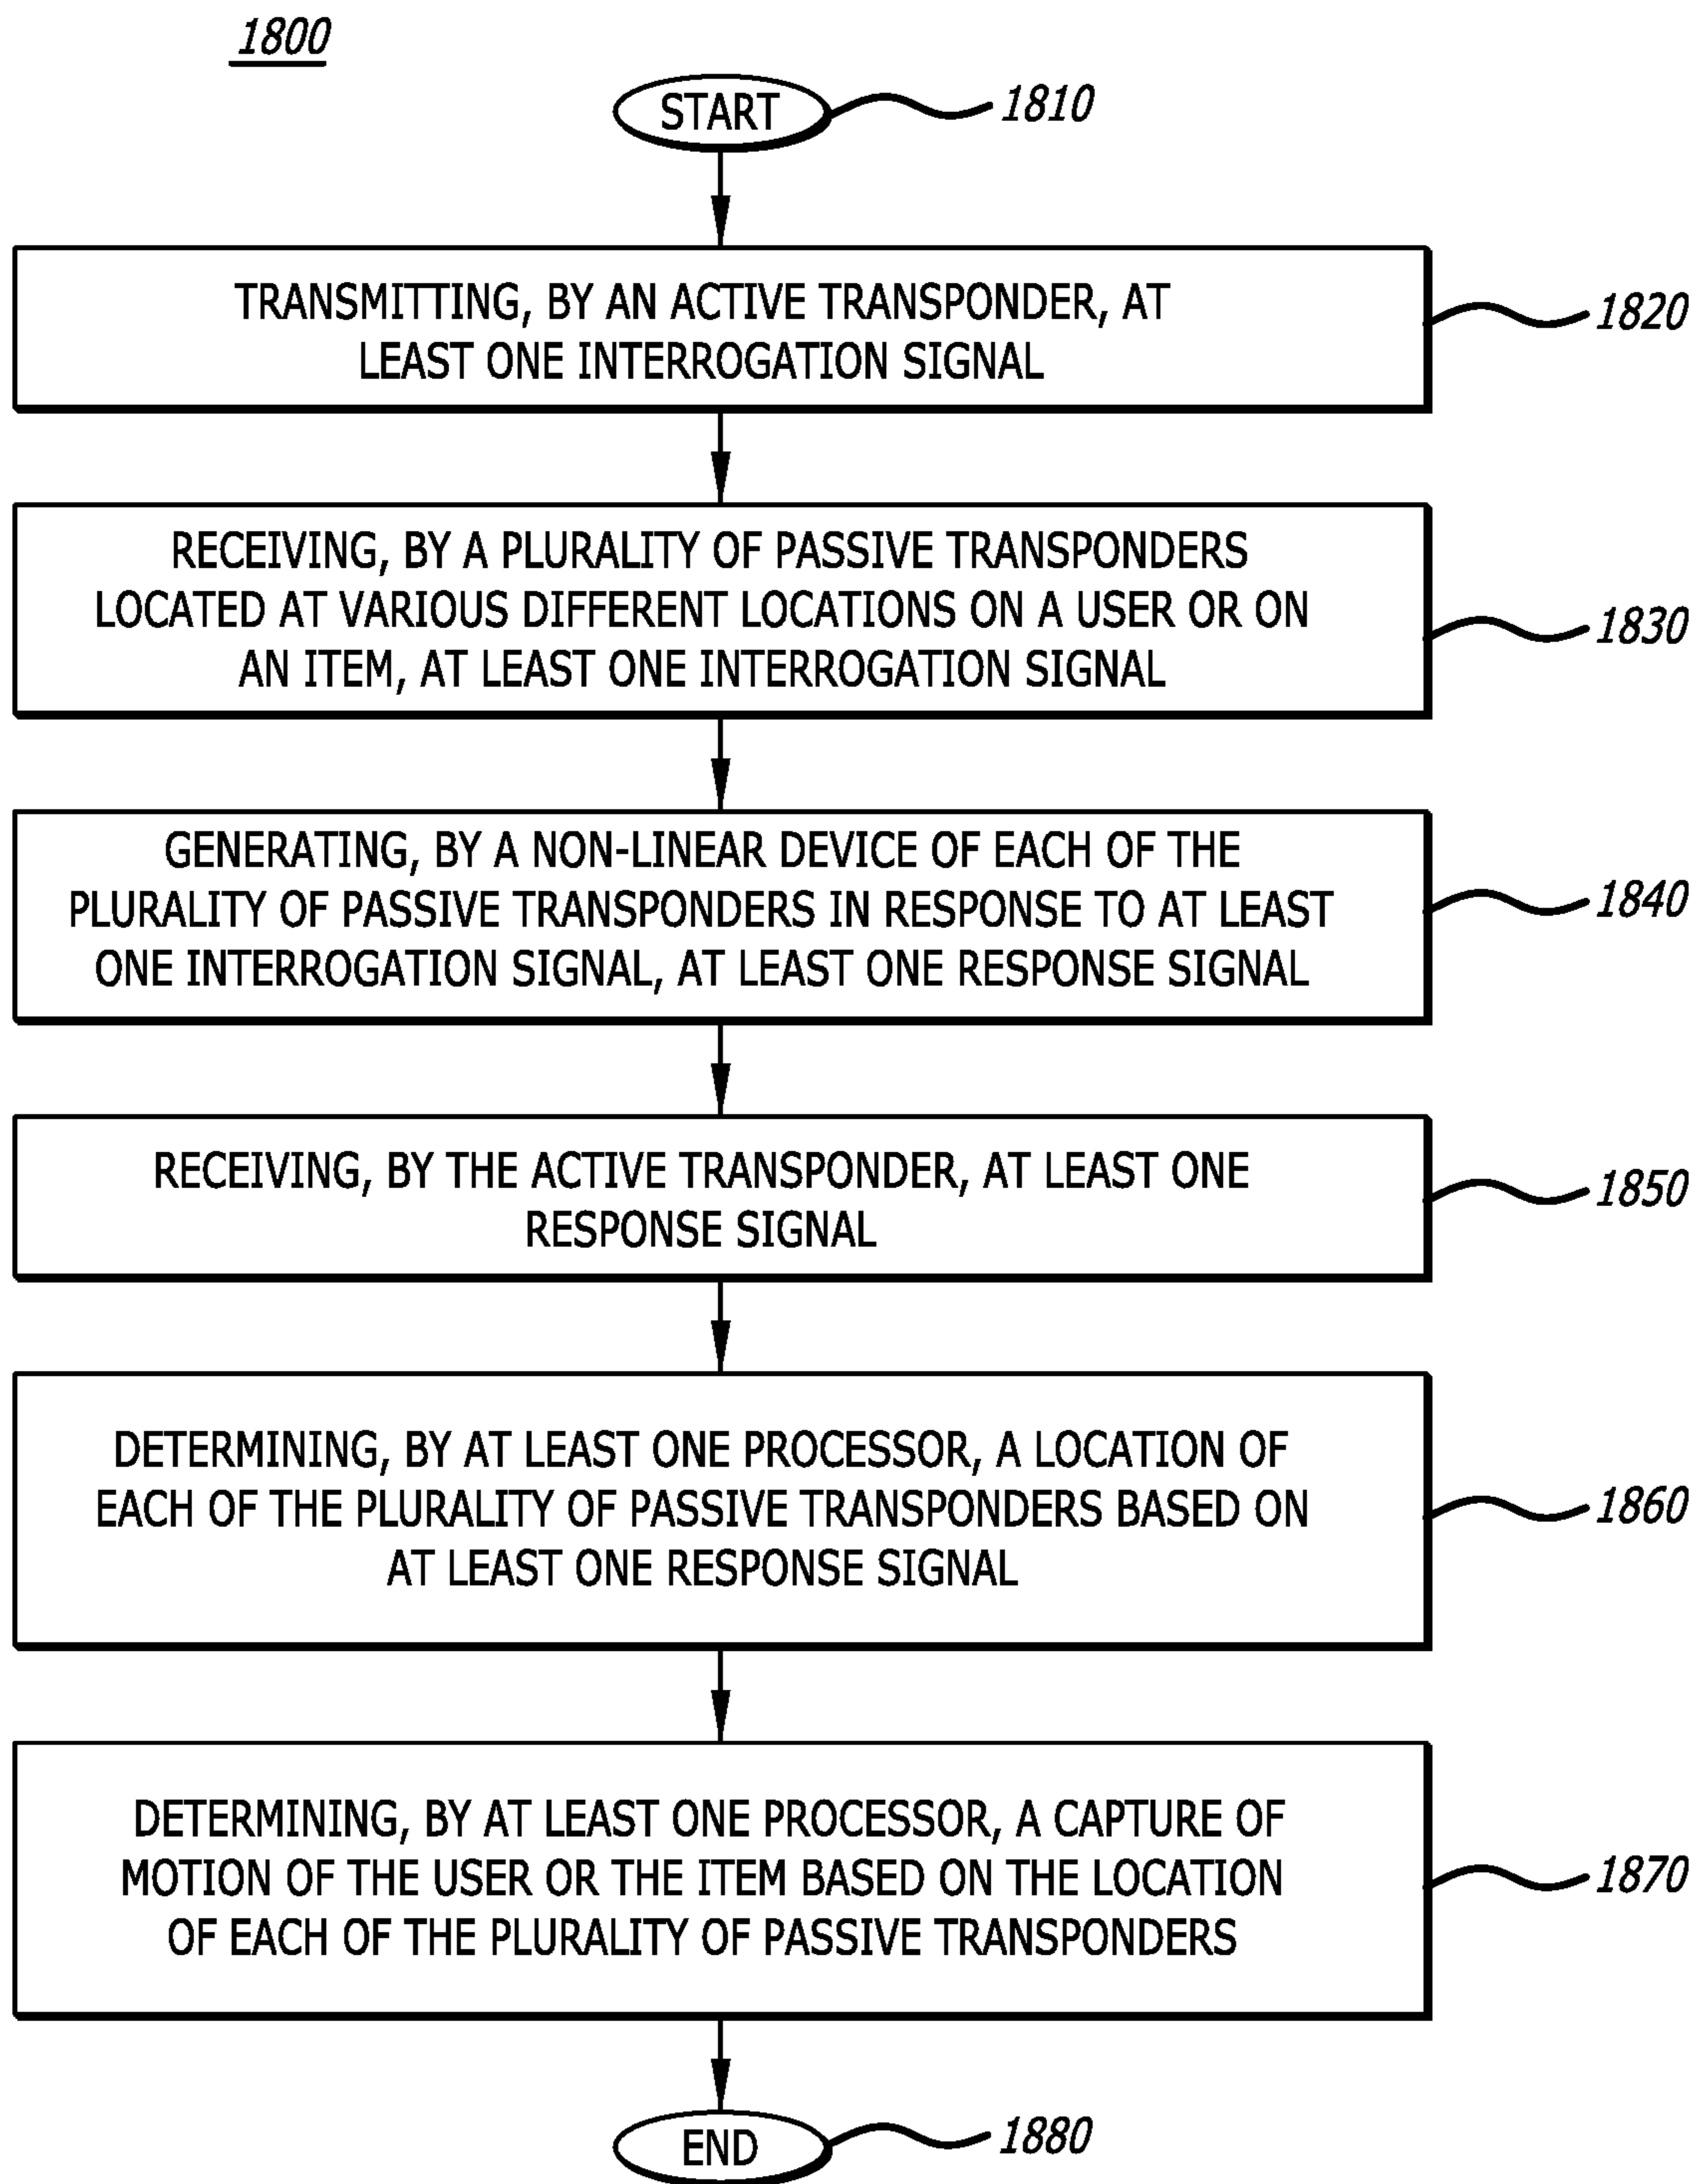 1800
START
1810
TRANSMITTING, BY AN ACTIVE TRANSPONDER, AT
LEAST ONE INTERROGATION SIGNAL
1820
RECEIVING, BY A PLURALITY OF PASSIVE TRANSPONDERS
LOCATED AT VARIOUS DIFFERENT LOCATIONS ON A USER OR ON
AN ITEM, AT LEAST ONE INTERROGATION SIGNAL
1830
GENERATING, BY A NON-LINEAR DEVICE OF EACH OF THE
PLURALITY OF PASSIVE TRANSPONDERS IN RESPONSE TO AT LEAST
ONE INTERROGATION SIGNAL, AT LEAST ONE RESPONSE SIGNAL
1840
RECEIVING, BY THE ACTIVE TRANSPONDER, AT LEAST ONE
RESPONSE SIGNAL
1850
DETERMINING, BY AT LEAST ONE PROCESSOR, A LOCATION OF
EACH OF THE PLURALITY OF PASSIVE TRANSPONDERS BASED ON
AT LEAST ONE RESPONSE SIGNAL
1860
DETERMINING, BY AT LEAST ONE PROCESSOR, A CAPTURE OF
MOTION OF THE USER OR THE ITEM BASED ON THE LOCATION
OF EACH OF THE PLURALITY OF PASSIVE TRANSPONDERS
1870
END
1880